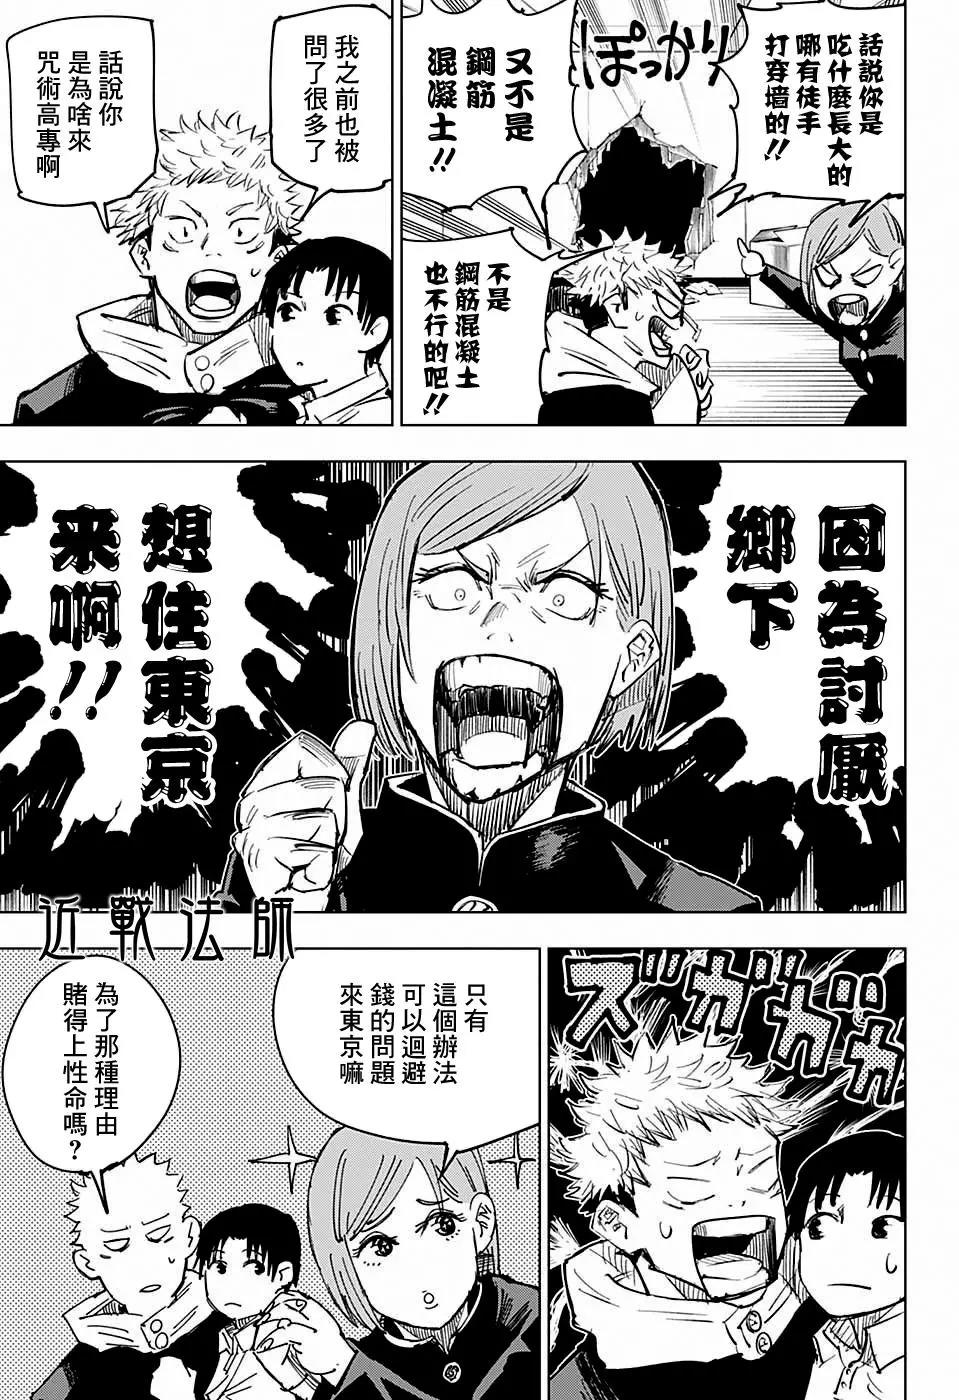 話說你是
吃什麼長大的
哪有徒手
打穿墙的!!
ぽっかり
又不是
鋼筋
混凝土!!
不是
鋼筋混凝土
也不行的吧!!
我之前也被
問了很多了
話說你
是為啥來
咒術高專啊
因為討厭
鄉下
想住東京
来啊!!
近戰法師
ズガガガ
只有
這個辦法
可以迴避
錢的問題
來東京嘛
為了那種理由
賭得上性命嗎?